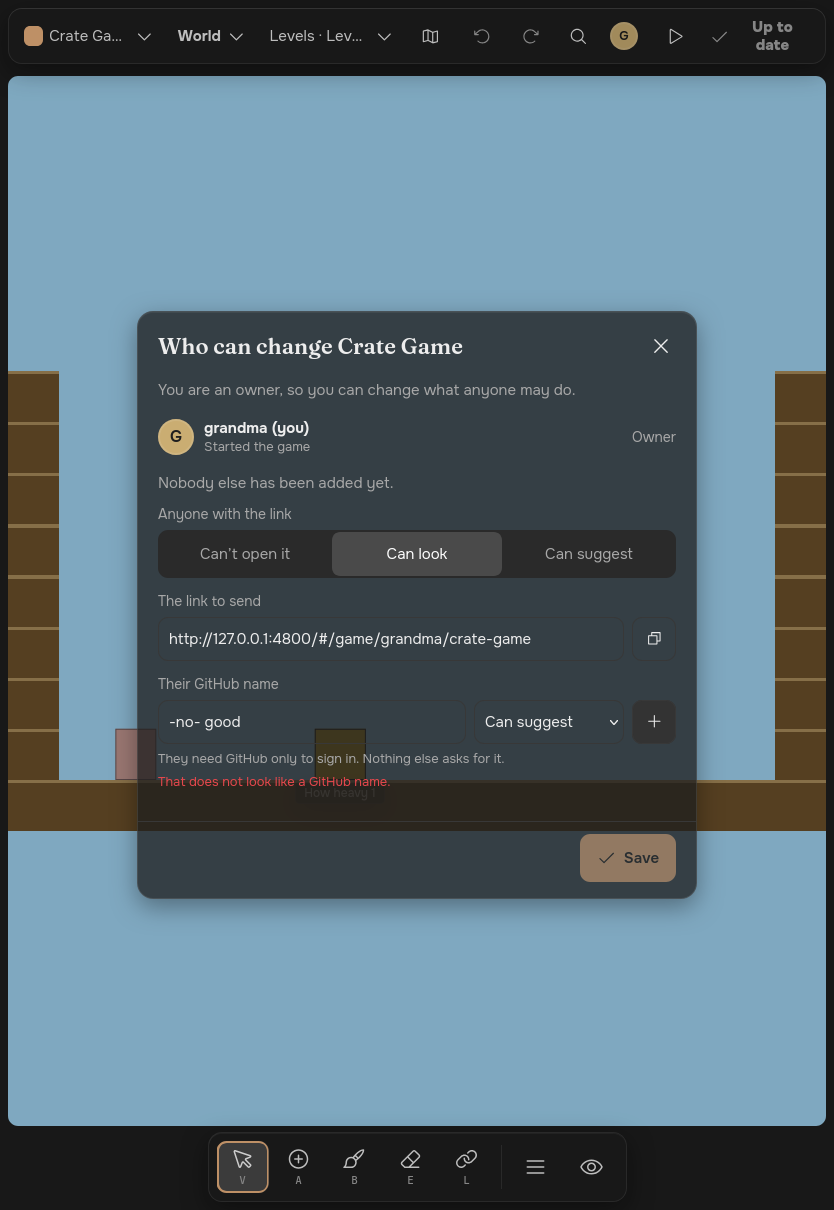 Crate Ga...
World
Levels · Lev...
G
Up to
date
Who can change Crate Game
You are an owner, so you can change what anyone may do.
G
grandma (you)
Started the game
Owner
Nobody else has been added yet.
Anyone with the link
Can't open it
Can look
Can suggest
The link to send
http://127.0.0.1:4800/#/game/grandma/crate-game
Their GitHub name
-no- good
Can suggest
They need GitHub only to sign in. Nothing else asks for it.
That does not look like a GitHub name.
How heavy 1
Save
V
A
B
E
L